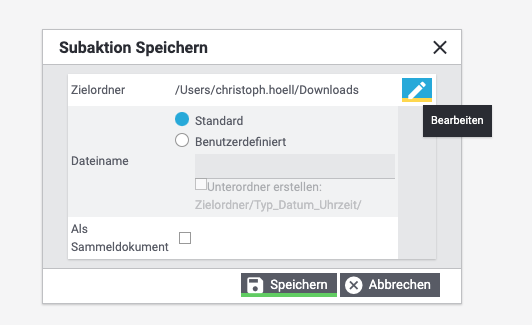 Subaktion Speichern
Zielordner /Users/christoph.hoell/Downloads
Bearbeiten
Standard
Benutzerdefiniert
Dateiname
Unterordner erstellen:
Zielordner/Typ_Datum_Uhrzeit/
Als
Sammeldokument
Speichern Abbrechen